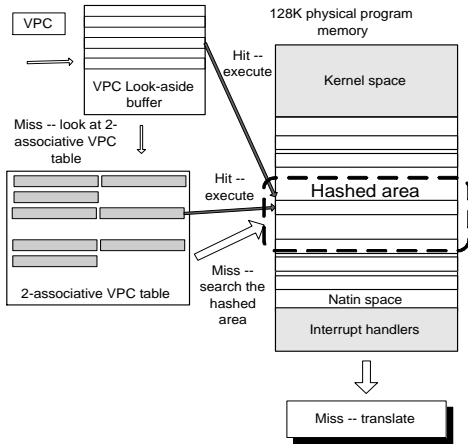 VPC
VPC Look-aside
buffer
Miss -- look at 2-
associative VPC
table
2-associative VPC table
Hit --
execute
Hit --
execute
Miss --
search the
hashed
area
128K physical program
memory
Kernel space
Hashed area
Natin space
Interrupt handlers
Miss -- translate